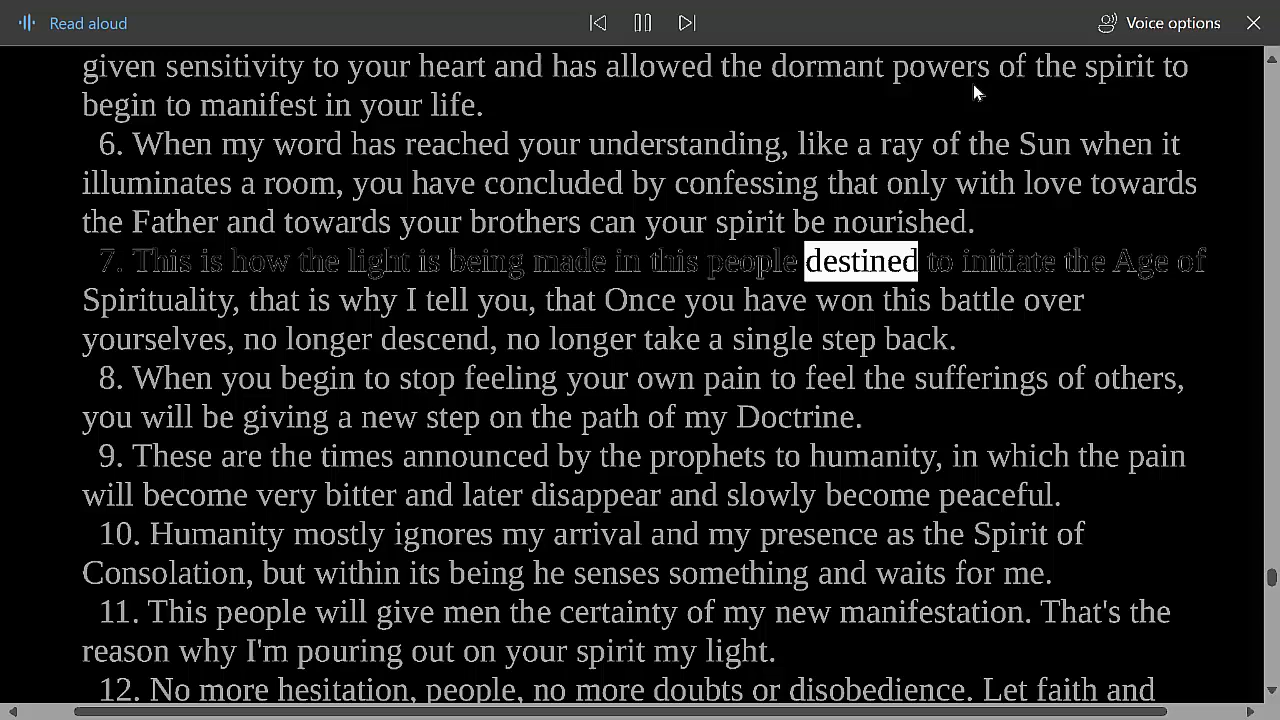 Read aloud
Voice options
given sensitivity to your heart and has allowed the dormant powers of the spirit to
begin to manifest in your life.
6. When my word has reached your understanding, like a ray of the Sun when it
illuminates a room, you have concluded by confessing that only with love towards
the Father and towards your brothers can your spirit be nourished.
7. This is how the light is being made in this people destined to initiate the Age of
Spirituality, that is why I tell you, that Once you have won this battle over
yourselves, no longer descend, no longer take a single step back.
8. When you begin to stop feeling your own pain to feel the sufferings of others,
you will be giving a new step on the path of my Doctrine.
9. These are the times announced by the prophets to humanity, in which the pain
will become very bitter and later disappear and slowly become peaceful.
10. Humanity mostly ignores my arrival and my presence as the Spirit of
Consolation, but within its being he senses something and waits for me.
11. This people will give men the certainty of my new manifestation. That's the
reason why I'm pouring out on your spirit my light.
12. No more hesitation, people, no more doubts or disobedience. Let faith and